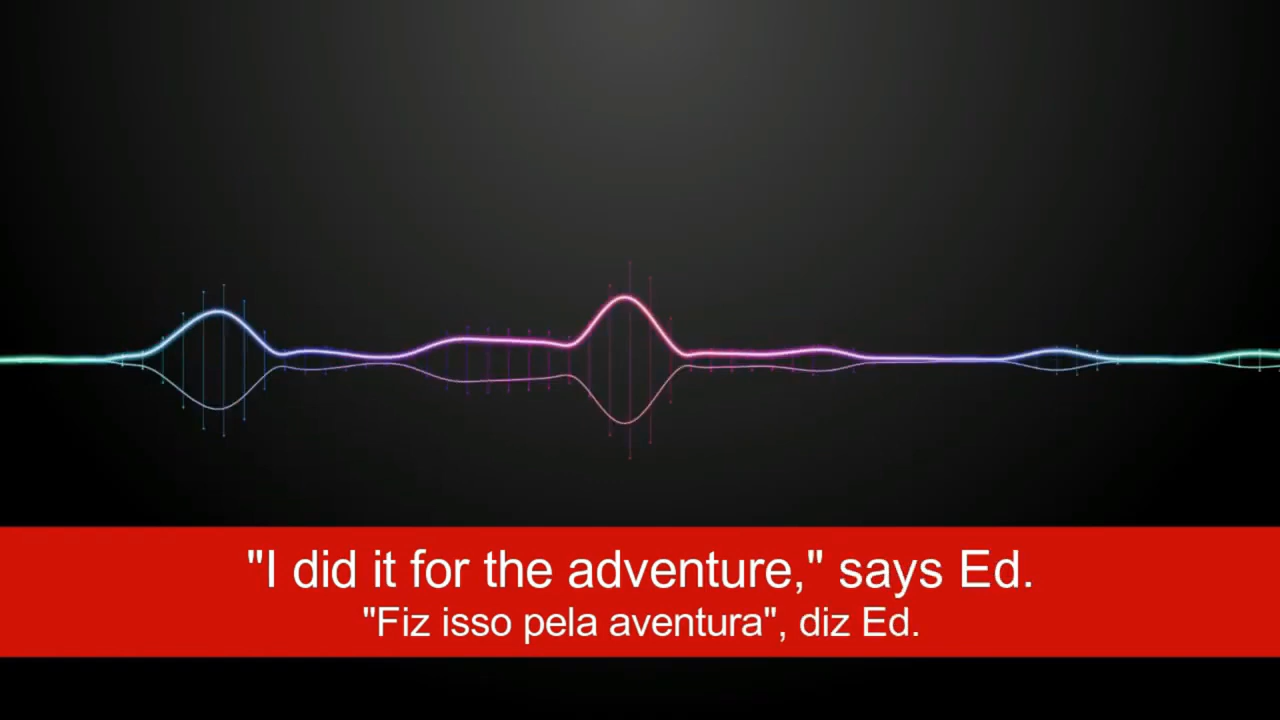 "I did it for the adventure," says Ed.
"Fiz isso pela aventura", diz Ed.